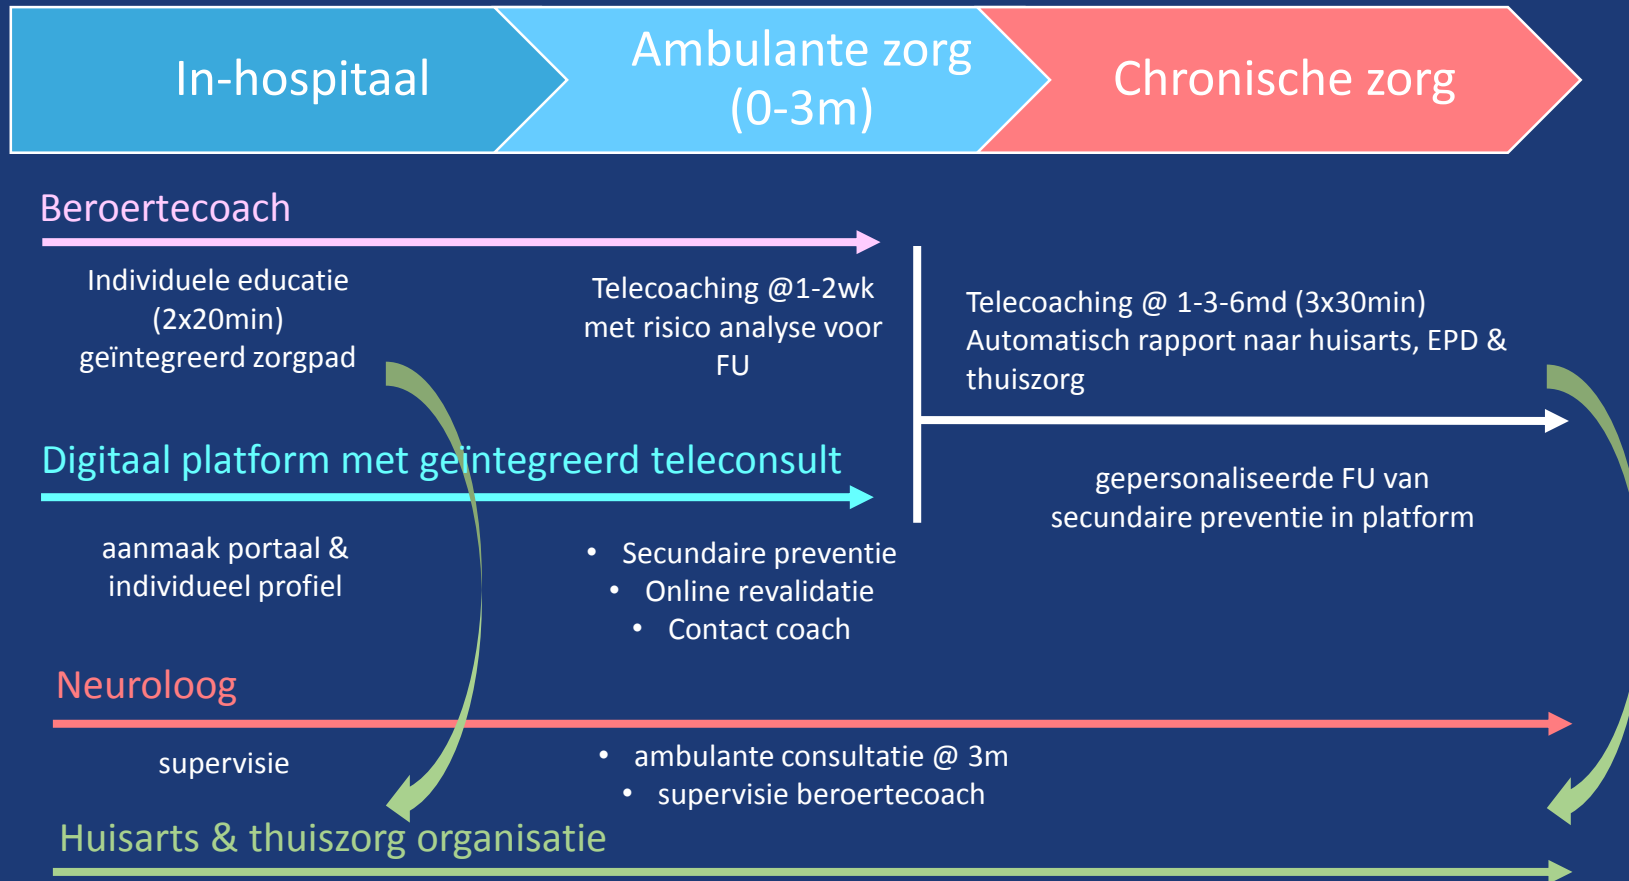 In-hospitaal
Ambulante zorg
(0-3m)
Chronische zorg
Beroertecoach
Individuele educatie
(2x20min)
geïntegreerd zorgpad
Telecoaching @1-2wk
met risico analyse voor
FU
Telecoaching @ 1-3-6md (3x30min)
Automatisch rapport naar huisarts, EPD &
thuiszorg
Digitaal platform met geïntegreerd teleconsult
aanmaak portaal &
individueel profiel
• Secundaire preventie
• Online revalidatie
• Contact coach
gepersonaliseerde FU van
secundaire preventie in platform
Neuroloog
supervisie
• ambulante consultatie @ 3m
• supervisie beroertecoach
Huisarts & thuiszorg organisatie